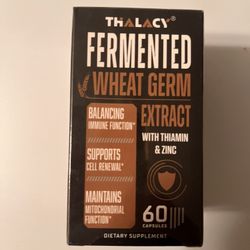 THALACY®
FERMENTED
WHEAT GERM
EXTRACT
WITH THIAMIN
& ZINC
BALANCING
IMMUNE FUNCTION*
SUPPORTS
CELL RENEWAL*
MAINTAINS
MITOCHONDRIAL
FUNCTION*
60
CAPSULES
DIETARY SUPPLEMENT